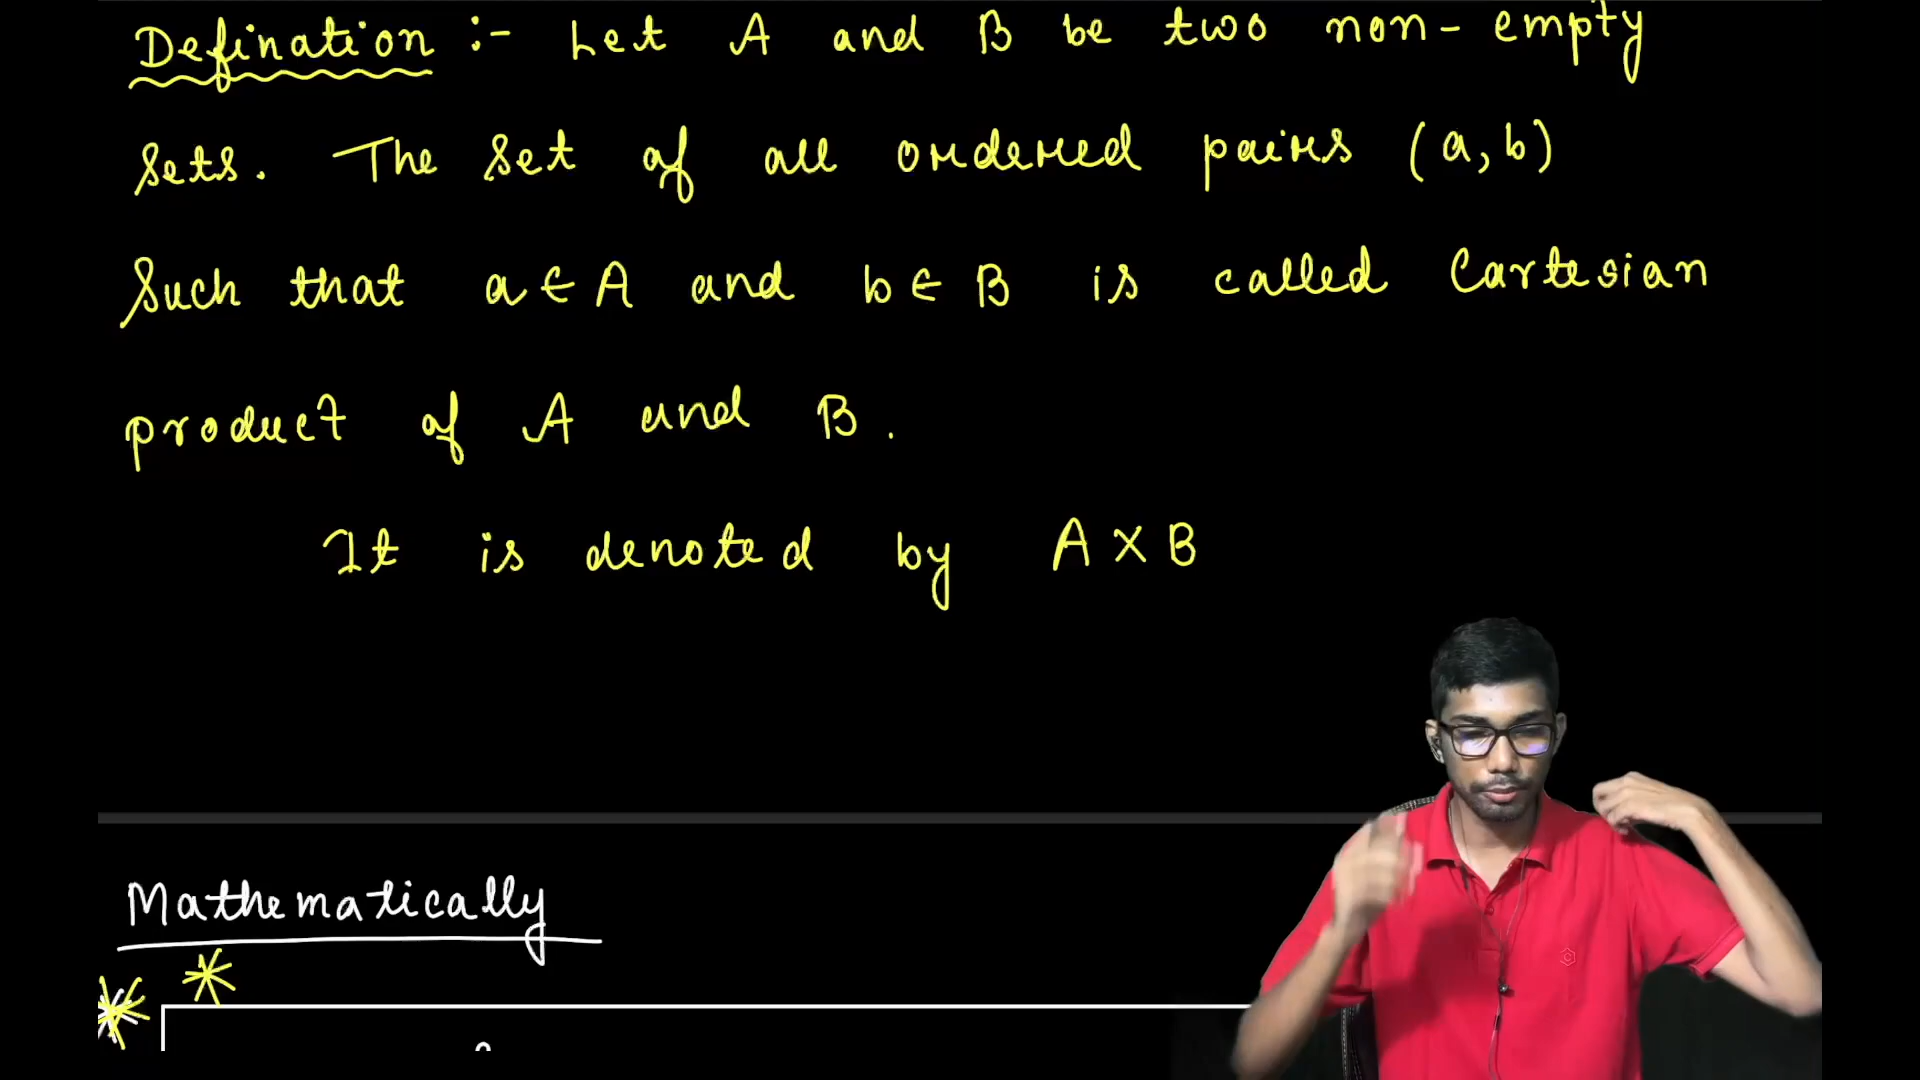 Defination :- Let A and B be two non-empty
Sets. The set of all ordered pairs (a, b)
Such that a ∈ A and b ∈ B is called Cartesian
product of A and B.
It is denoted by A × B
Mathematically